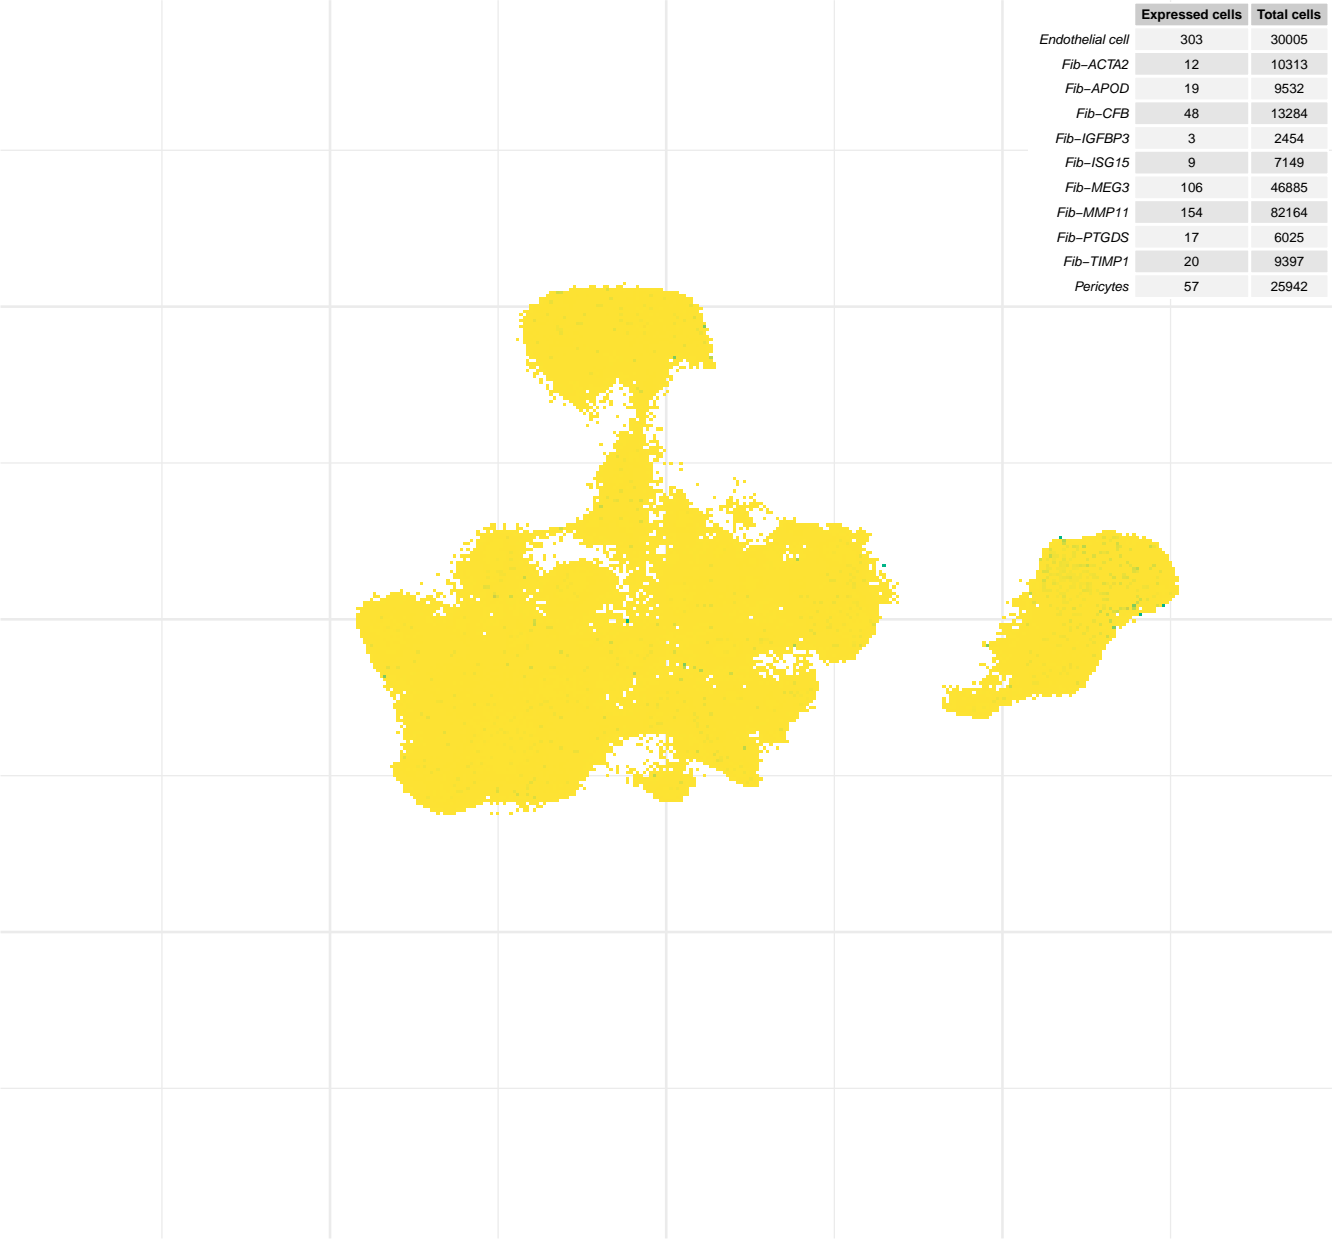 Expressed cells Total cells
Endothelial cell 303 30005
Fib−ACTA2 12 10313
Fib−APOD 19 9532
Fib−CFB 48 13284
Fib−IGFBP3 3 2454
Fib−ISG15 9 7149
Fib−MEG3 106 46885
Fib−MMP11 154 82164
Fib−PTGDS 17 6025
Fib−TIMP1 20 9397
Pericytes 57 25942